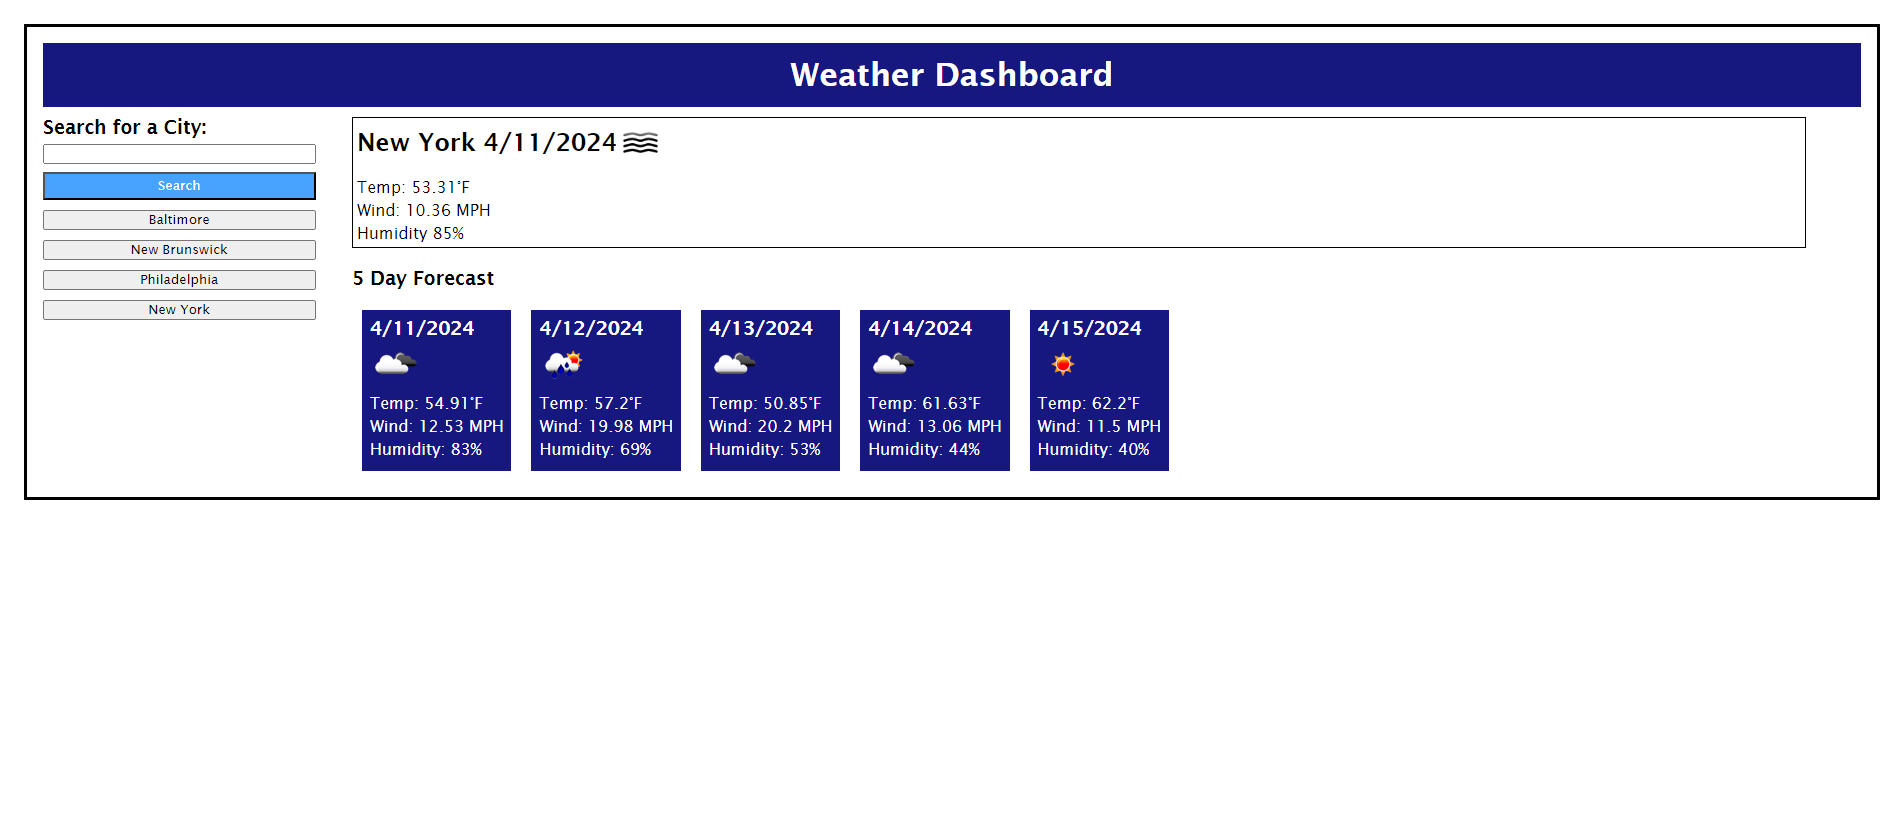 Weather Dashboard
Search for a City:
Search
Baltimore
New Brunswick
Philadelphia
New York
New York 4/11/2024
Temp: 53.31°F
Wind: 10.36 MPH
Humidity 85%
5 Day Forecast
4/11/2024
Temp: 54.91°F
Wind: 12.53 MPH
Humidity: 83%
4/12/2024
Temp: 57.2°F
Wind: 19.98 MPH
Humidity: 69%
4/13/2024
Temp: 50.85°F
Wind: 20.2 MPH
Humidity: 53%
4/14/2024
Temp: 61.63°F
Wind: 13.06 MPH
Humidity: 44%
4/15/2024
Temp: 62.2°F
Wind: 11.5 MPH
Humidity: 40%